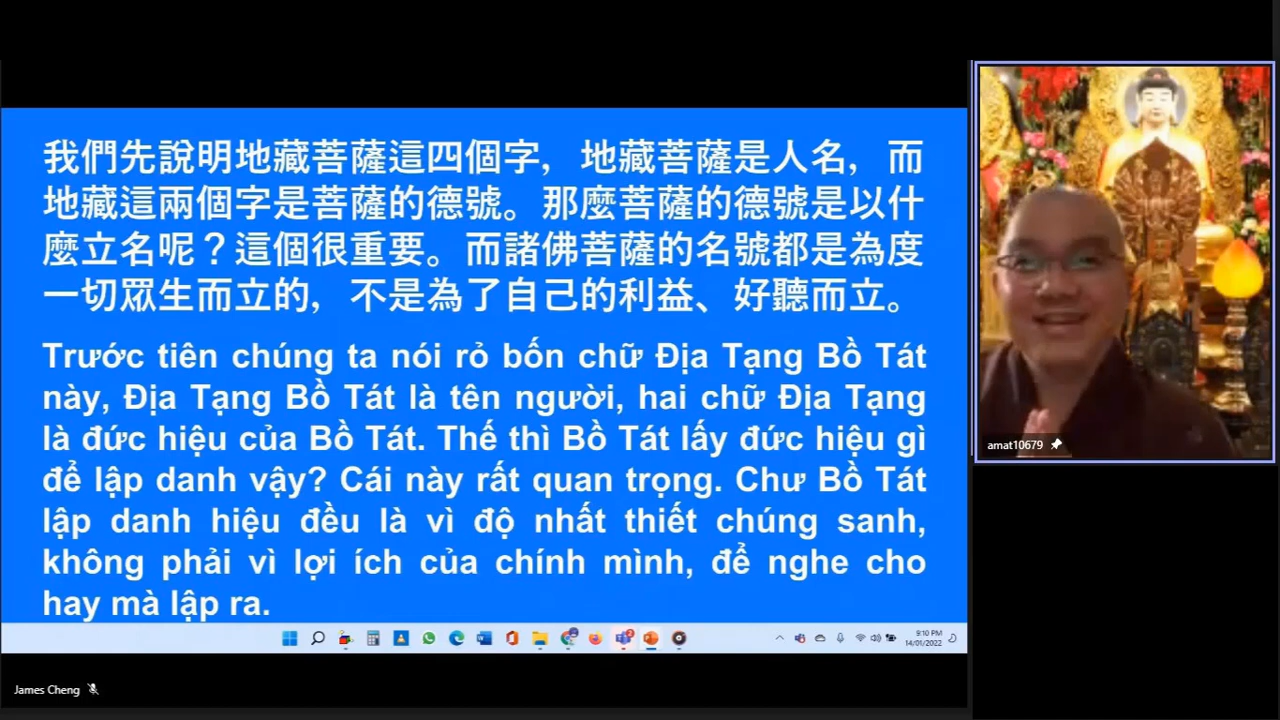 我們先說明地藏菩薩這四個字，地藏菩薩是人名，而
地藏這兩個字是菩薩的德號。那麼菩薩的德號是以什
麼立名呢？這個很重要。而諸佛菩薩的名號都是為度
一切眾生而立的，不是為了自己的利益、好聽而立。
Trước tiên chúng ta nói rỏ bốn chữ Địa Tạng Bồ Tát
này, Địa Tạng Bồ Tát là tên người, hai chữ Địa Tạng
là đức hiệu của Bồ Tát. Thế thì Bồ Tát lấy đức hiệu gì
để lập danh vậy? Cái này rất quan trọng. Chư Bồ Tát
lập danh hiệu đều là vì độ nhất thiết chúng sanh,
không phải vì lợi ích của chính mình, để nghe cho
hay mà lập ra.
amat10679
9:10 PM
14/01/2022
James Cheng